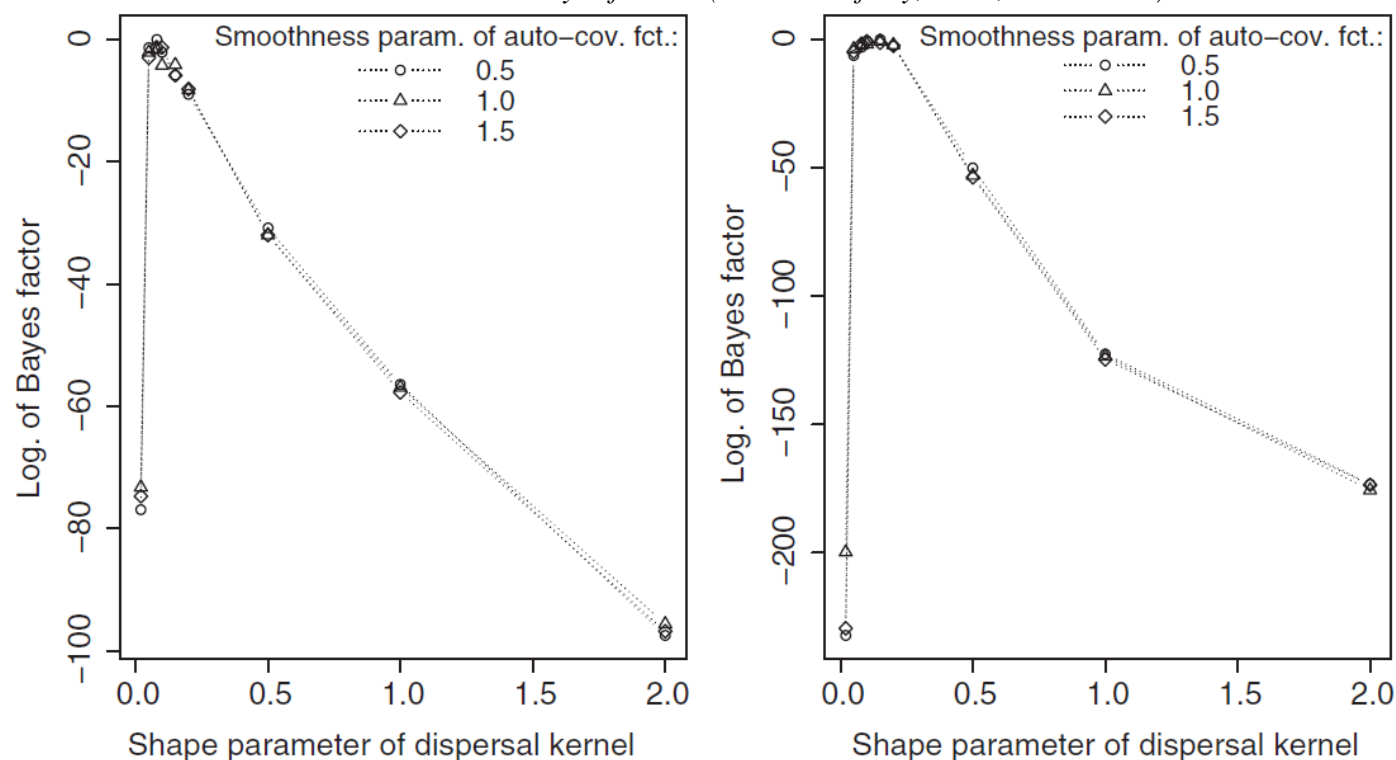 Smoothness param. of auto−cov. fct.:
0.5
1.0
1.5
0
−20
−40
−60
−80
−100
Log. of Bayes factor
0.0 0.5 1.0 1.5 2.0
Shape parameter of dispersal kernel
Smoothness param. of auto−cov. fct.:
0.5
1.0
1.5
0
−50
−100
−150
−200
Log. of Bayes factor
0.0 0.5 1.0 1.5 2.0
Shape parameter of dispersal kernel